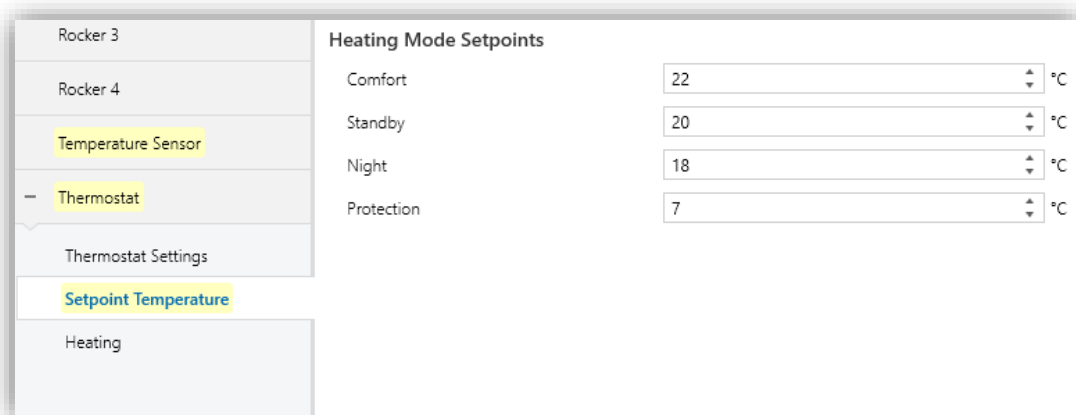 Rocker 3
Rocker 4
Temperature Sensor
− Thermostat
Thermostat Settings
Setpoint Temperature
Heating
Heating Mode Setpoints
Comfort 22 °C
Standby 20 °C
Night 18 °C
Protection 7 °C